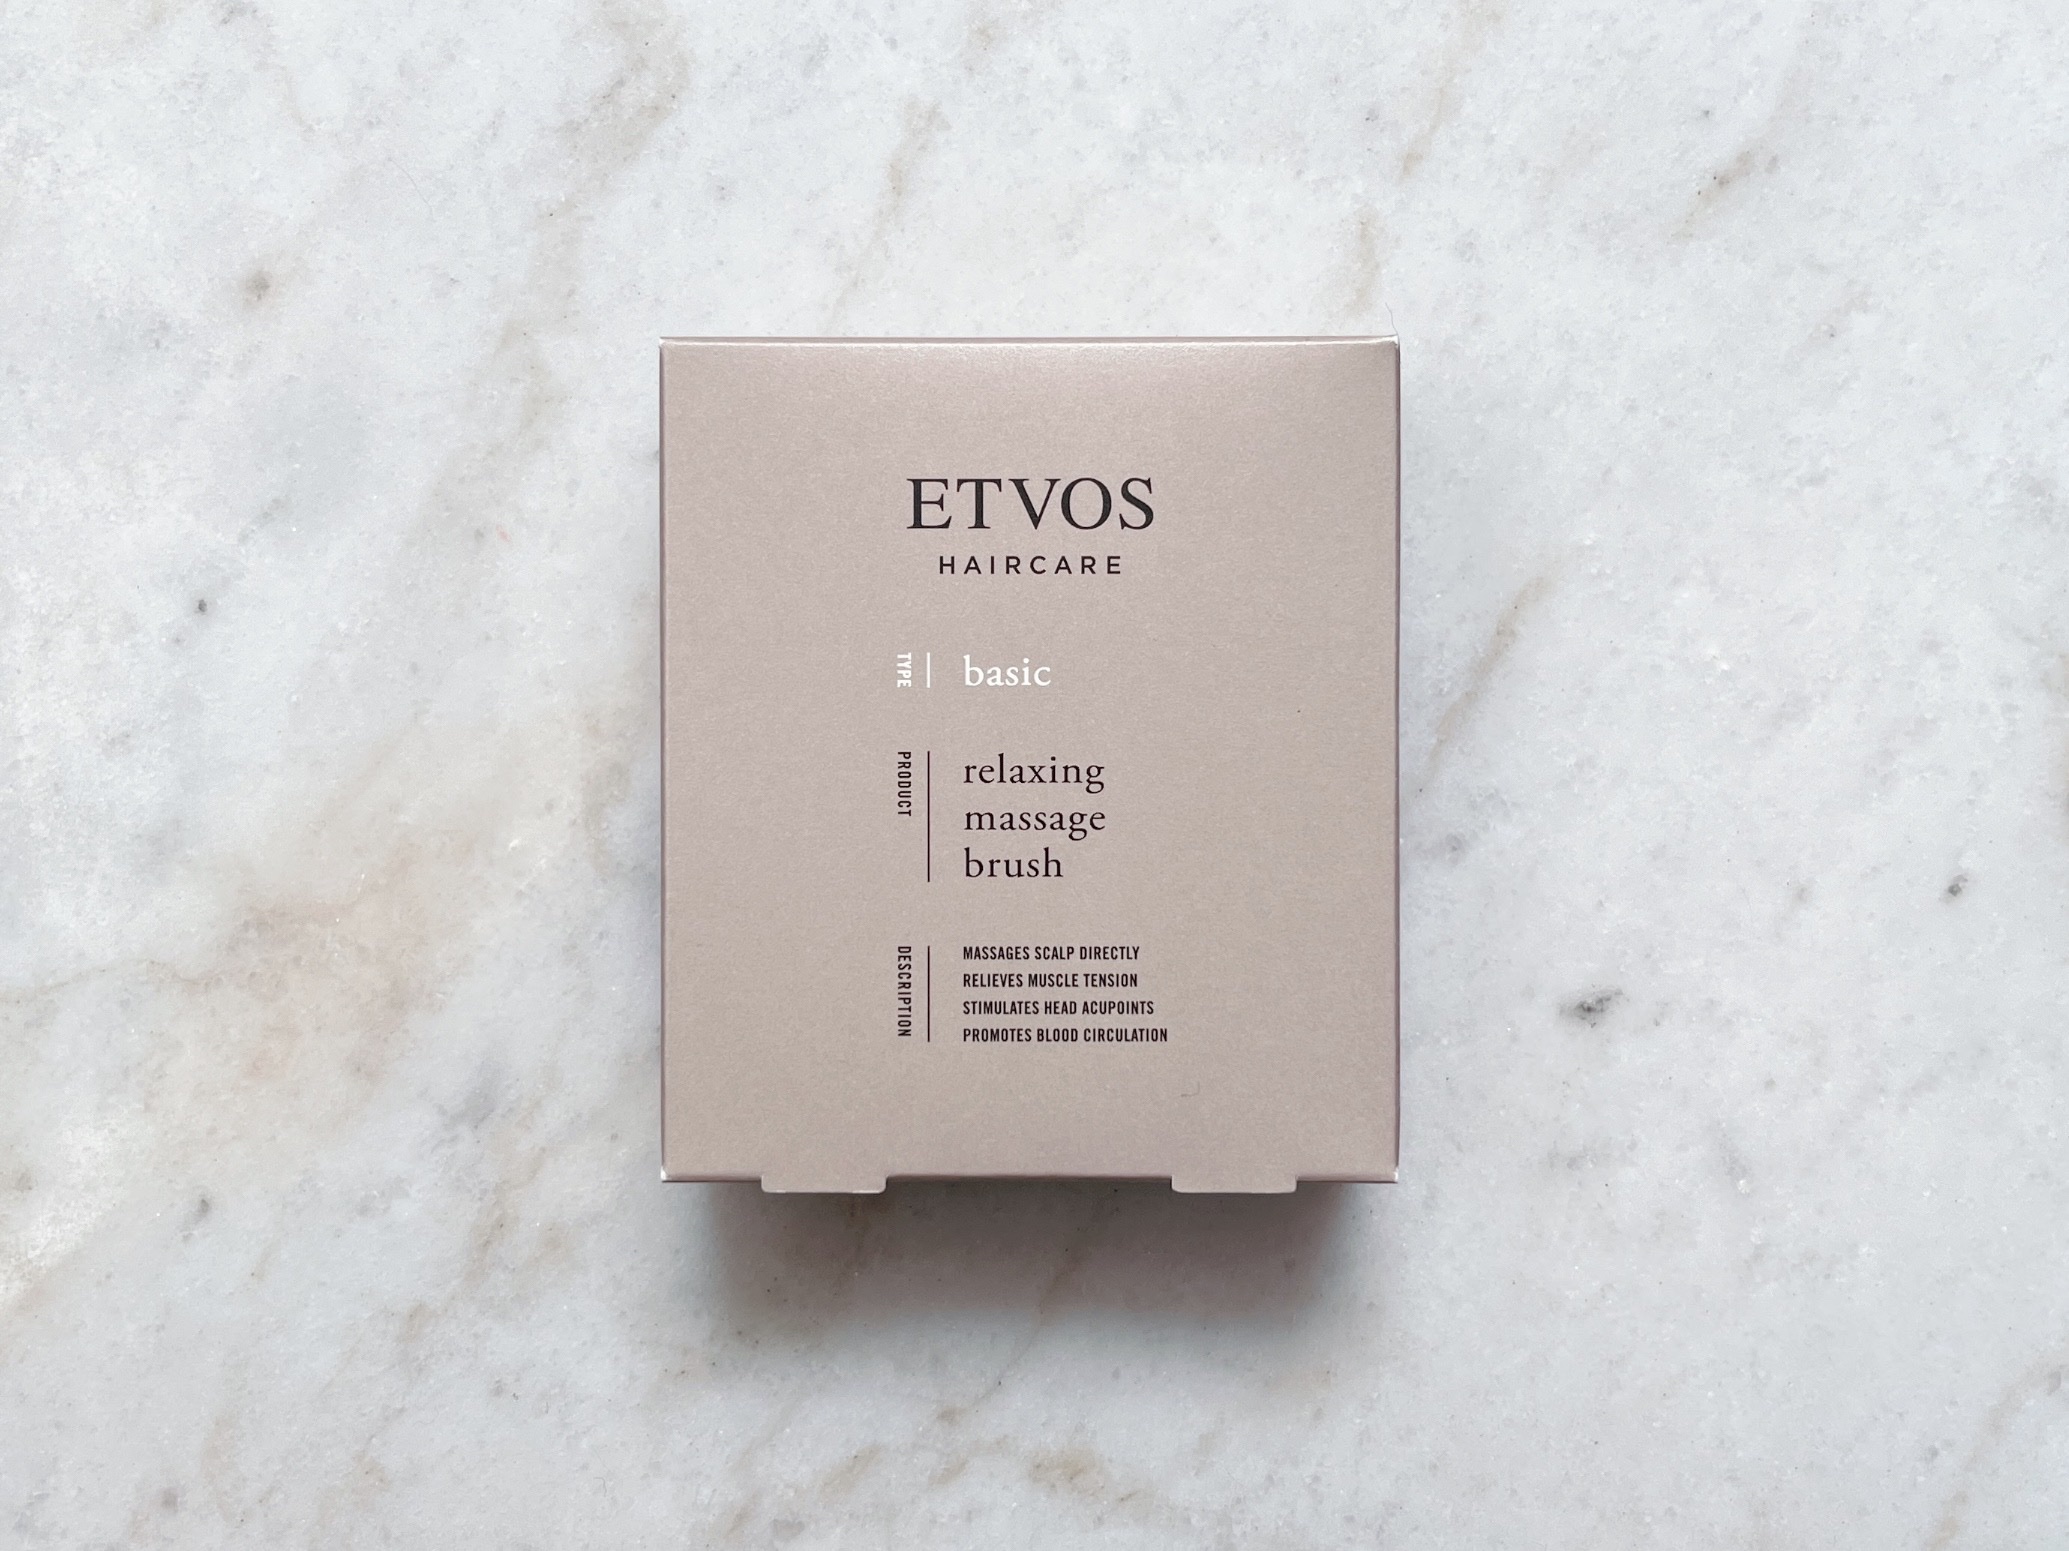 ETVOS
HAIRCARE
TYPE
basic
PRODUCT
relaxing
massage
brush
DESCRIPTION
MASSAGES SCALP DIRECTLY
RELIEVES MUSCLE TENSION
STIMULATES HEAD ACUPOINTS
PROMOTES BLOOD CIRCULATION